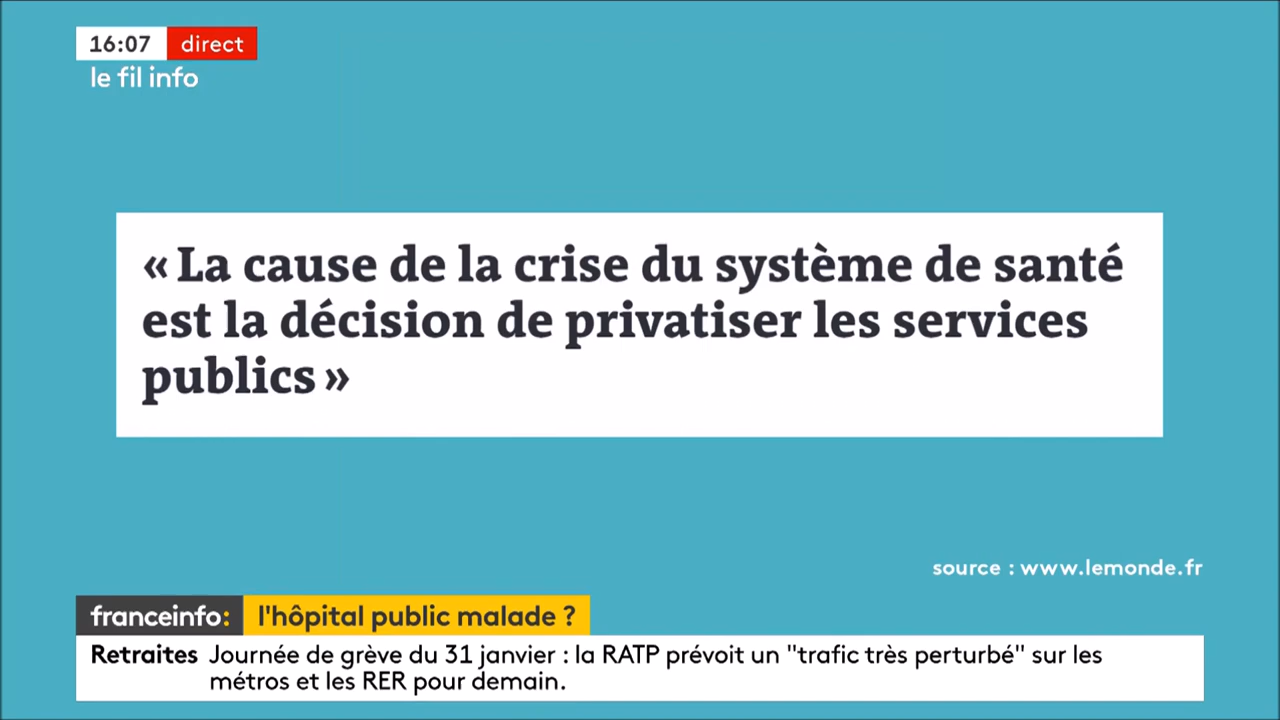 16:07 direct
le fil info
« La cause de la crise du système de santé
est la décision de privatiser les services
publics »
source : www.lemonde.fr
franceinfo: l'hôpital public malade ?
Retraites Journée de grève du 31 janvier : la RATP prévoit un "trafic très perturbé" sur les
métros et les RER pour demain.